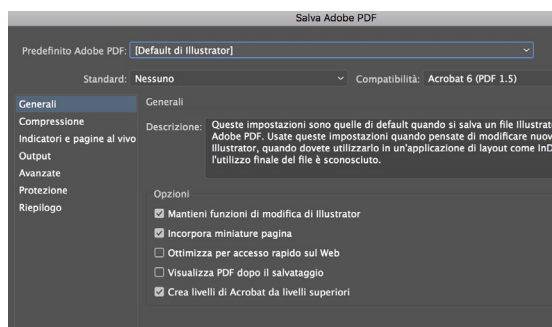 Salva Adobe PDF
Predefinito Adobe PDF: [Default di Illustrator]
Standard: Nessuno Compatibilità: Acrobat 6 (PDF 1.5)
Generali
Compressione
Indicatori e pagine al vivo
Output
Avanzate
Protezione
Riepilogo
Generali
Descrizione: Queste impostazioni sono quelle di default quando si salva un file
Adobe PDF. Usate queste impostazioni quando pensate di modificare
Illustrator, quando dovete utilizzarlo in un'applicazione di layout come
l'utilizzo finale del file è sconosciuto.
Opzioni
Mantieni funzioni di modifica di Illustrator
Incorpora miniature pagina
Ottimizza per accesso rapido sul Web
Visualizza PDF dopo il salvataggio
Crea livelli di Acrobat da livelli superiori